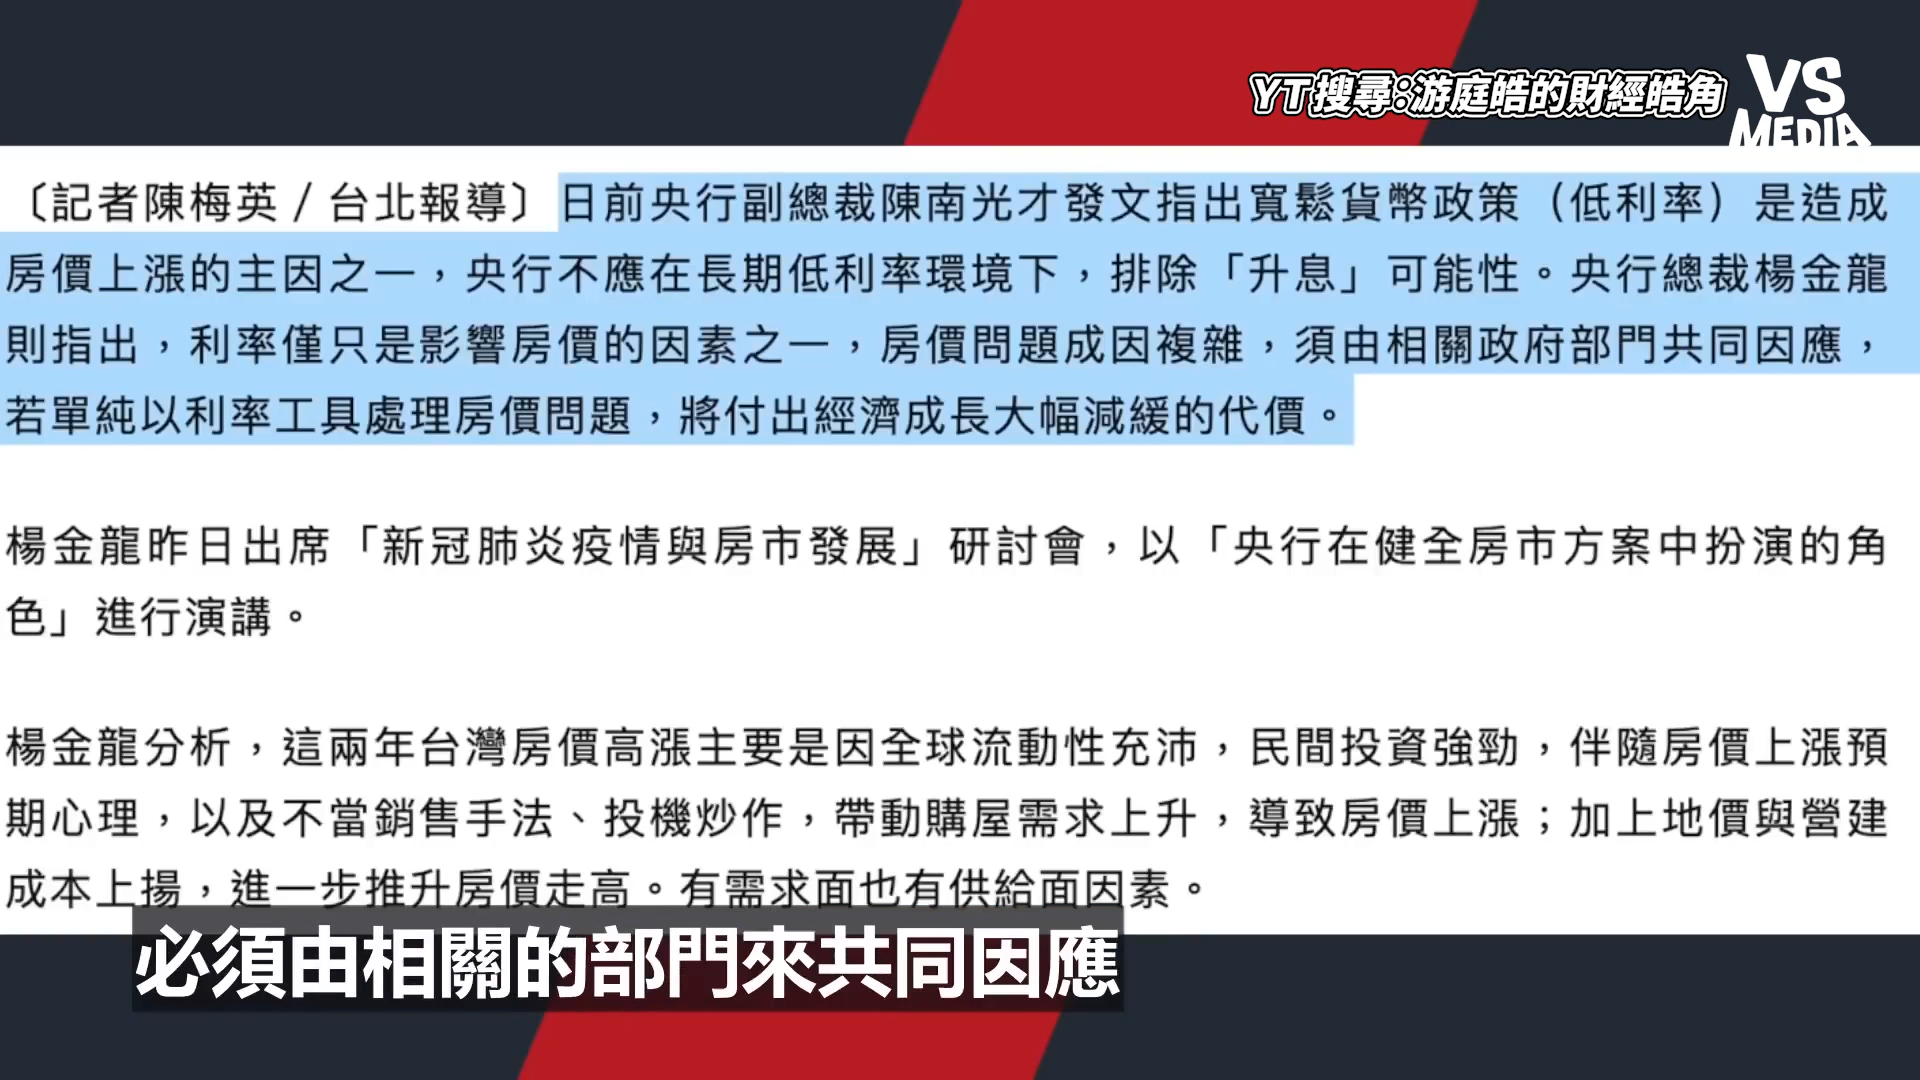 YT搜尋:游庭皓的財經皓角
VS
MEDIA
〔記者陳梅英／台北報導〕日前央行副總裁陳南光才發文指出寬鬆貨幣政策（低利率）是造成
房價上漲的主因之一，央行不應在長期低利率環境下，排除「升息」可能性。央行總裁楊金龍
則指出，利率僅只是影響房價的因素之一，房價問題成因複雜，須由相關政府部門共同因應，
若單純以利率工具處理房價問題，將付出經濟成長大幅減緩的代價。
楊金龍昨日出席「新冠肺炎疫情與房市發展」研討會，以「央行在健全房市方案中扮演的角
色」進行演講。
楊金龍分析，這兩年台灣房價高漲主要是因全球流動性充沛，民間投資強勁，伴隨房價上漲預
期心理，以及不當銷售手法、投機炒作，帶動購屋需求上升，導致房價上漲；加上地價與營建
成本上揚，進一步推升房價走高。有需求面也有供給面因素。
必須由相關的部門來共同因應